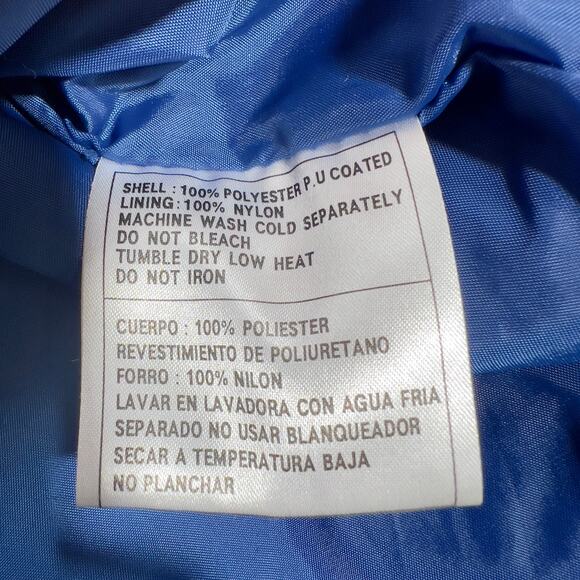 SHELL : 100% POLYESTER P.U COATED
LINING : 100% NYLON
MACHINE WASH COLD SEPARATELY
DO NOT BLEACH
TUMBLE DRY LOW HEAT
DO NOT IRON
CUERPO : 100% POLIESTER
REVESTIMIENTO DE POLIURETANO
FORRO : 100% NILON
LAVAR EN LAVADORA CON AGUA FRIA
SEPARADO NO USAR BLANQUEADOR
SECAR A TEMPERATURA BAJA
NO PLANCHAR